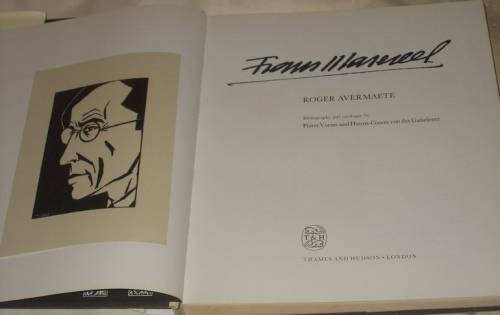 Frans Masereel
ROGER AVERMAETE
Bibliography and catalogue by
Pierre Vorms and Hanns-Conon von der Gabelentz
T&H
THAMES AND HUDSON • LONDON